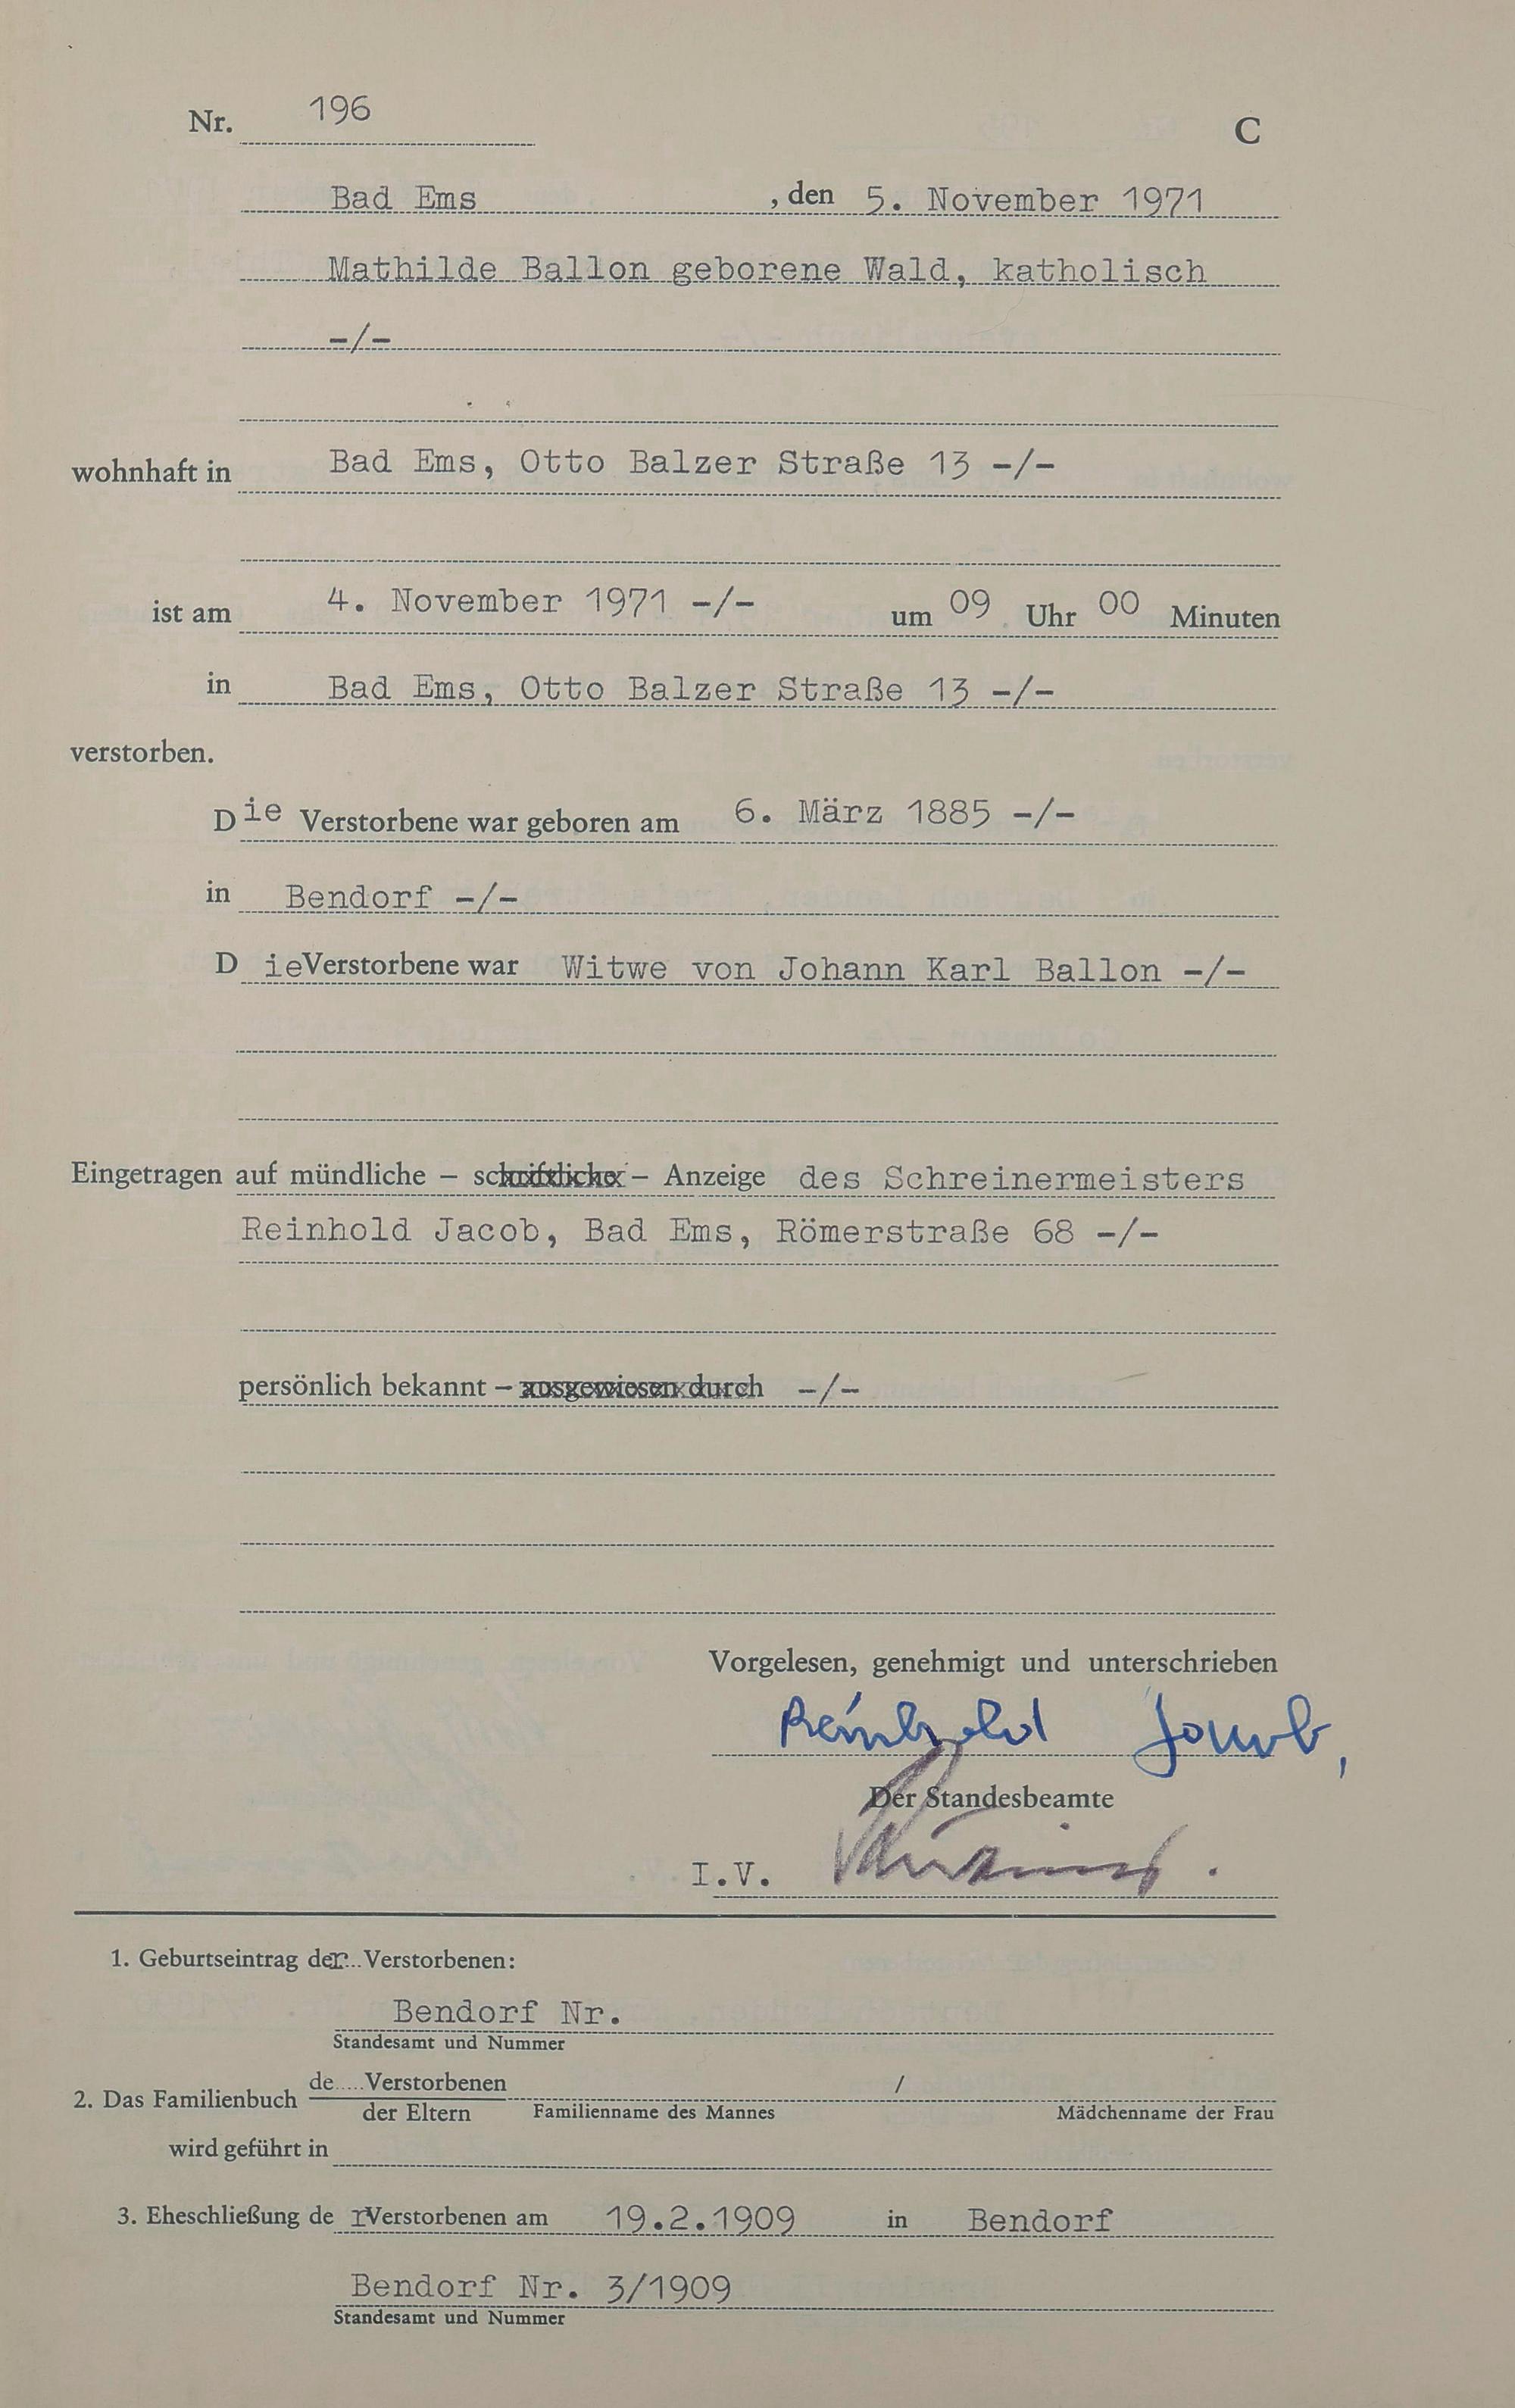 Nr. 196
C
Bad Ems , den 5. November 1971
Mathilde Ballon geborene Wald, katholisch
-/-
wohnhaft in Bad Ems, Otto Balzer Straße 13 -/-
ist am 4. November 1971 -/- um 09 Uhr 00 Minuten
in Bad Ems, Otto Balzer Straße 13 -/-
verstorben.
Die Verstorbene war geboren am 6. März 1885 -/-
in Bendorf -/-
D ie Verstorbene war Witwe von Johann Karl Ballon -/-
Eingetragen auf mündliche – schriftliche – Anzeige des Schreinermeisters
Reinhold Jacob, Bad Ems, Römerstraße 68 -/-
persönlich bekannt – ausgewiesen durch -/-
Vorgelesen, genehmigt und unterschrieben
Reinhold Jacob,
Der Standesbeamte
I.V.
1. Geburtseintrag der Verstorbenen:
Bendorf Nr.
Standesamt und Nummer
2. Das Familienbuch de..... Verstorbenen /
der Eltern Familienname des Mannes Mädchenname der Frau
wird geführt in
3. Eheschließung de r Verstorbenen am 19.2.1909 in Bendorf
Bendorf Nr. 3/1909
Standesamt und Nummer